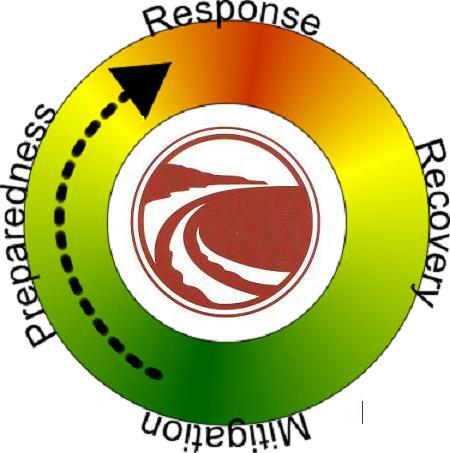 Response
Recovery
Mitigation
Preparedness